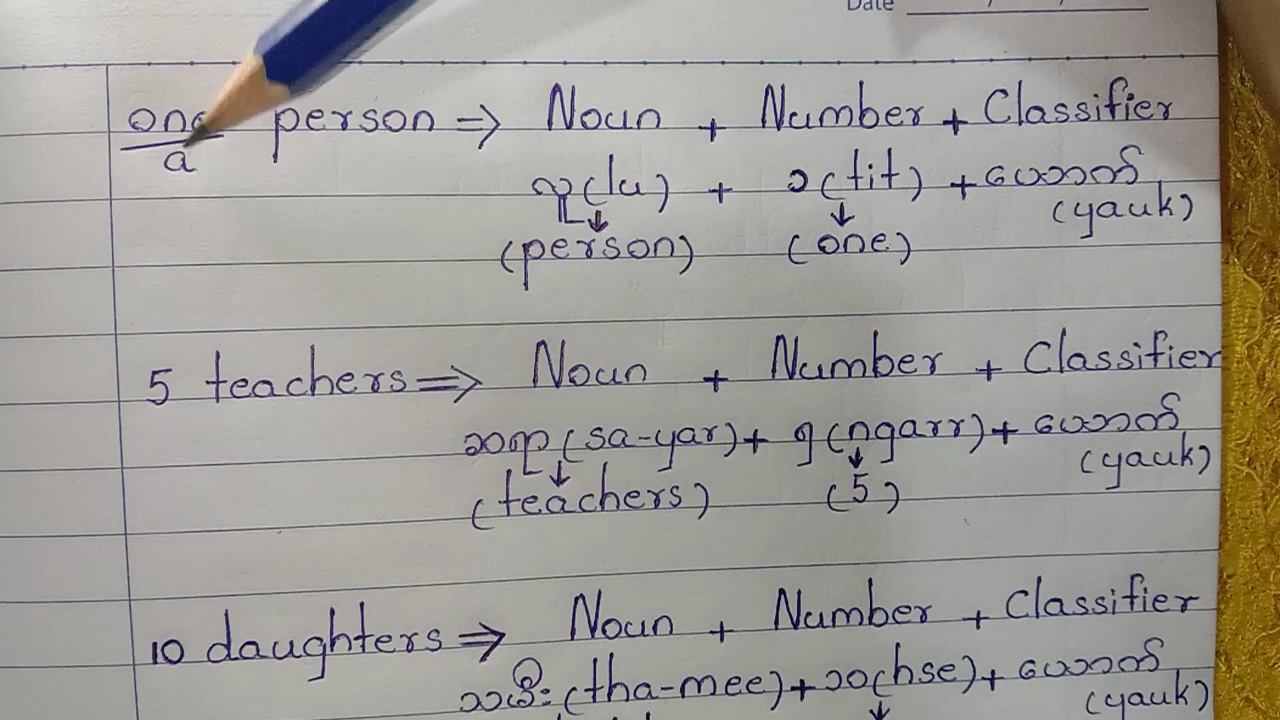 Date
one person => Noun + Number + Classifier
a
လူ(lu) + ၁(tit) + ယောက်
(yauk)
(person) (one)
5 teachers => Noun + Number + Classifier
ဆရာ(sa-yar) + ၅(ngarr) + ယောက်
(yauk)
(teachers) (5)
10 daughters => Noun + Number + Classifier
သမီး(tha-mee) + ၁၀(hse) + ယောက်
(yauk)